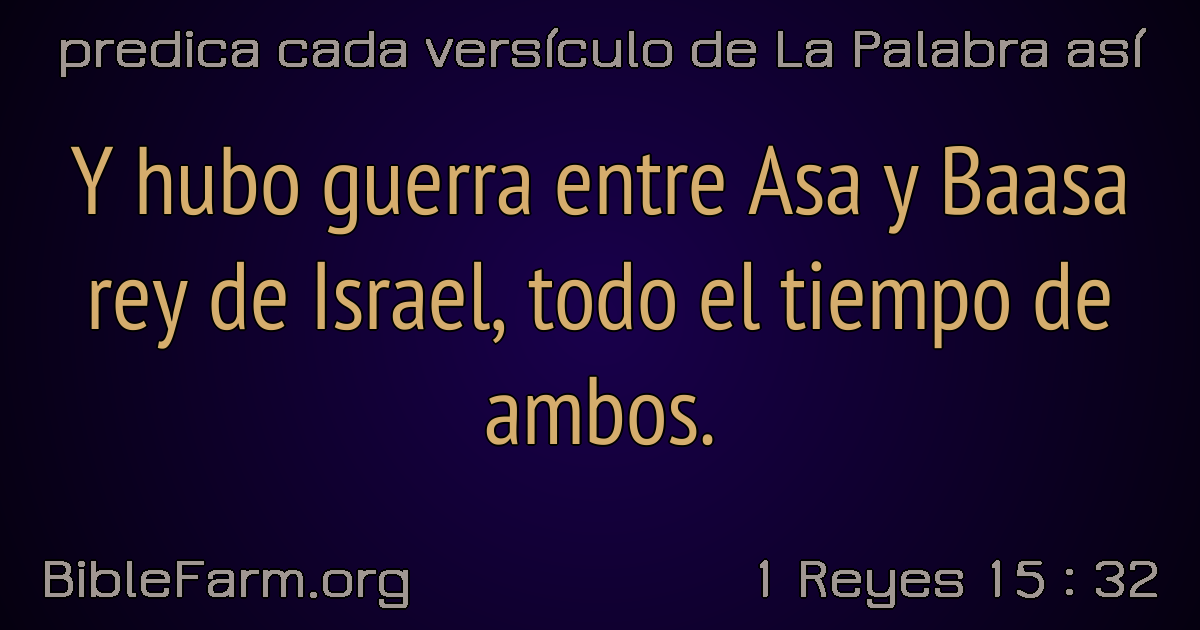 predica cada versículo de La Palabra así
Y hubo guerra entre Asa y Baasa
rey de Israel, todo el tiempo de
ambos.
BibleFarm.org
1 Reyes 15 : 32